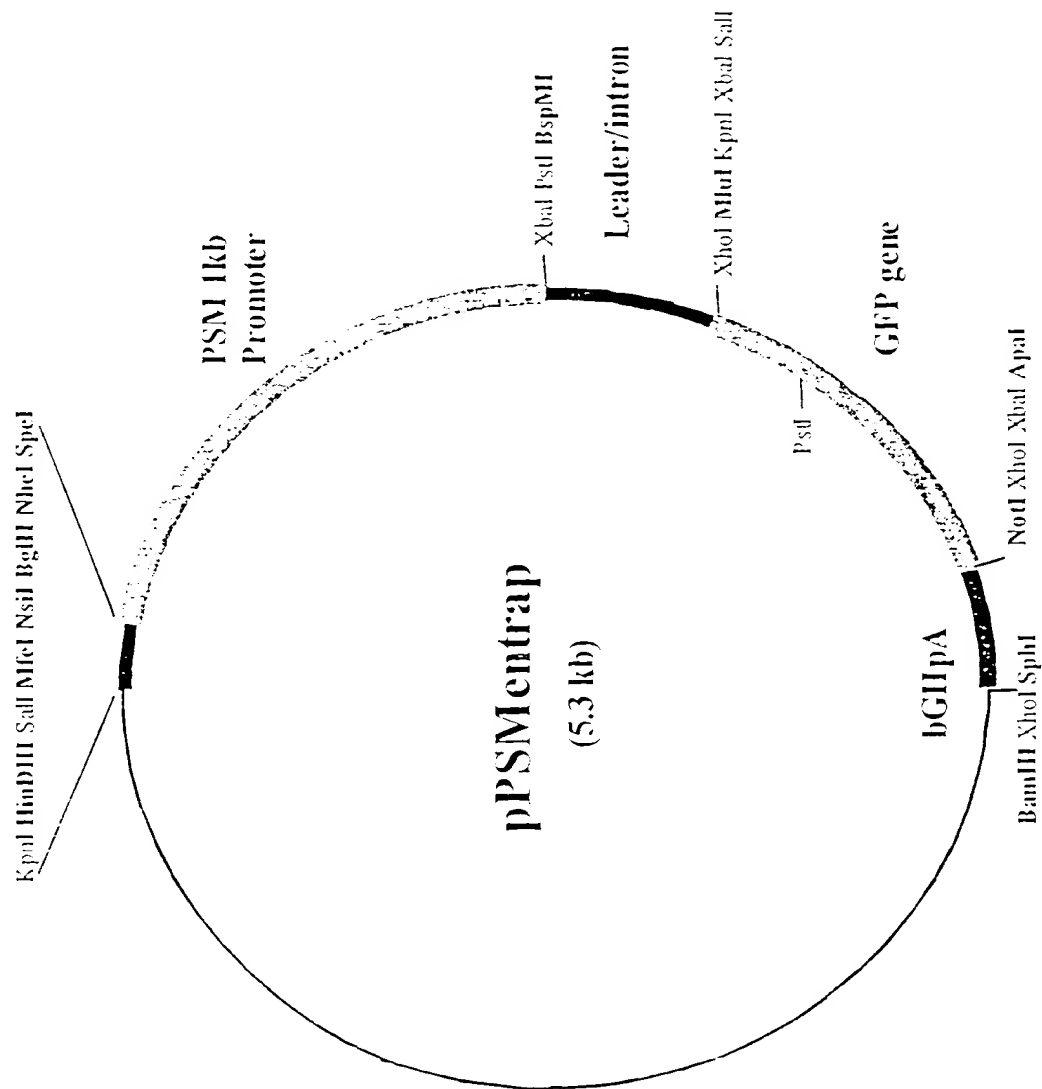 KpnI HinDIII SalI MfeI NsiI BglII NheI SpeI
PSM 1kb
Promoter
XbaI PstI BspMI
Leader/intron
XhoI MluI KpnI XbaI SalI
GFP gene
PstI
NotI XhoI XbaI ApaI
bGHpA
BamHI XhoI SphI
pPSMentrap
(5.3 kb)